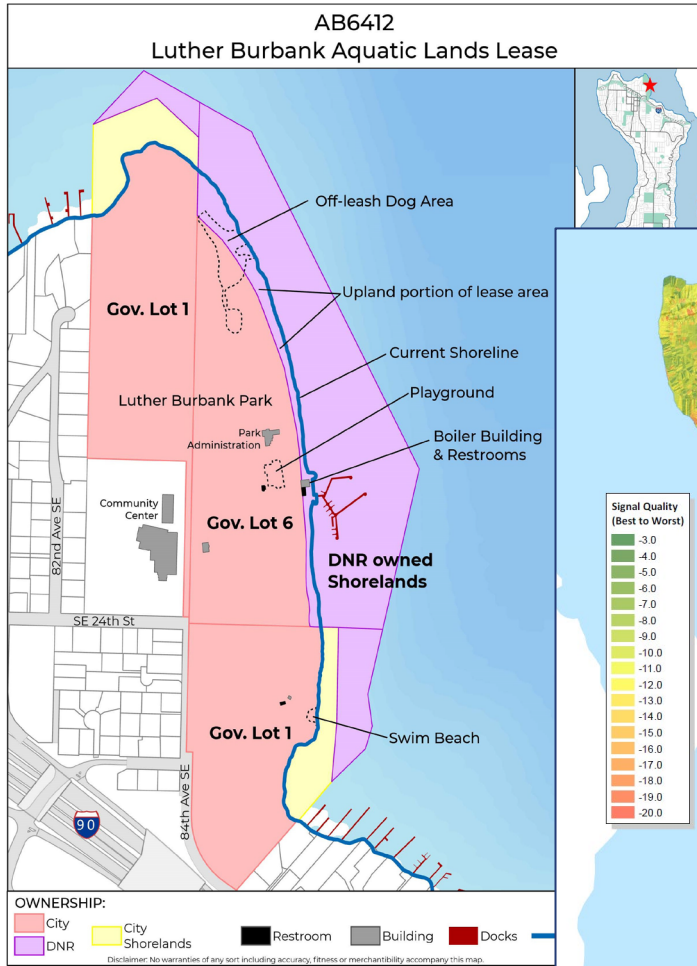 AB6412
Luther Burbank Aquatic Lands Lease
Off-leash Dog Area
Upland portion of lease area
Gov. Lot 1
Current Shoreline
Luther Burbank Park
Playground
Park
Administration
Boiler Building
& Restrooms
Community
Center
Gov. Lot 6
82nd Ave SE
DNR owned
Shorelands
SE 24th St
Gov. Lot 1
Swim Beach
84th Ave SE
90
Signal Quality
(Best to Worst)
-3.0
-4.0
-5.0
-6.0
-7.0
-8.0
-9.0
-10.0
-11.0
-12.0
-13.0
-14.0
-15.0
-16.0
-17.0
-18.0
-19.0
-20.0
OWNERSHIP:
City
DNR
City
Shorelands
Restroom
Building
Docks
Disclaimer: No warranties of any sort including accuracy, fitness or merchantibility accompany this map.